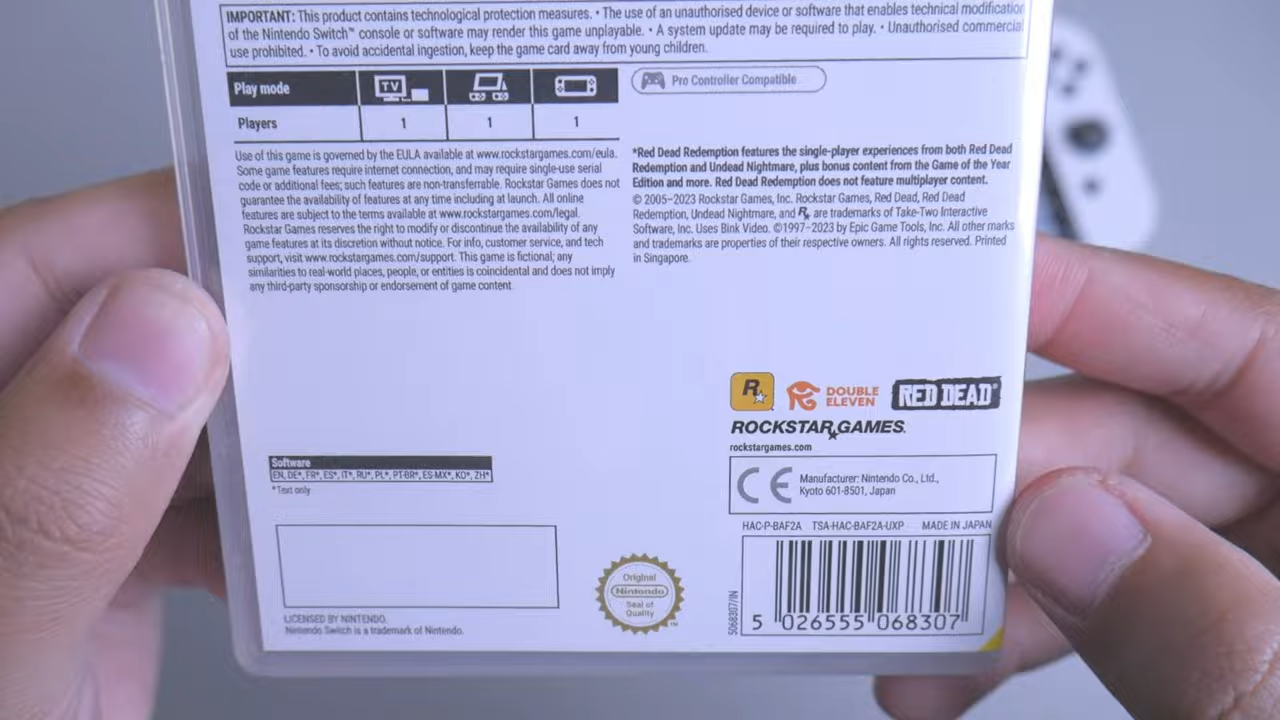 IMPORTANT: This product contains technological protection measures. • The use of an unauthorised device or software that enables technical modification
of the Nintendo Switch™ console or software may render this game unplayable. • A system update may be required to play. • Unauthorised commercial
use prohibited. • To avoid accidental ingestion, keep the game card away from young children.
Play mode TV
Players 1 1 1
Pro Controller Compatible
Use of this game is governed by the EULA available at www.rockstargames.com/eula.
Some game features require internet connection, and may require single-use serial
code or additional fees; such features are non-transferrable. Rockstar Games does not
guarantee the availability of features at any time including at launch. All online
features are subject to the terms available at www.rockstargames.com/legal.
Rockstar Games reserves the right to modify or discontinue the availability of any
game features at its discretion without notice. For info, customer service, and tech
support, visit www.rockstargames.com/support. This game is fictional; any
similarities to real-world places, people, or entities is coincidental and does not imply
any third-party sponsorship or endorsement of game content.
*Red Dead Redemption features the single-player experiences from both Red Dead
Redemption and Undead Nightmare, plus bonus content from the Game of the Year
Edition and more. Red Dead Redemption does not feature multiplayer content.
© 2005–2023 Rockstar Games, Inc. Rockstar Games, Red Dead, Red Dead
Redemption, Undead Nightmare, and R★ are trademarks of Take-Two Interactive
Software, Inc. Uses Bink Video. ©1997–2023 by Epic Game Tools, Inc. All other marks
and trademarks are properties of their respective owners. All rights reserved. Printed
in Singapore.
R★
DOUBLE
ELEVEN
RED DEAD®
ROCKSTAR GAMES.
rockstargames.com
Software
EN, DE*, FR*, ES*, IT*, RU*, PL*, PT-BR*, ES-MX*, KO*, ZH*
*Text only
CE
Manufacturer: Nintendo Co., Ltd.,
Kyoto 601-8501, Japan
HAC-P-BAF2A TSA-HAC-BAF2A-UXP MADE IN JAPAN
5068307/IN
5 026555 068307
Original
Nintendo
Seal of
Quality
™
LICENSED BY NINTENDO.
Nintendo Switch is a trademark of Nintendo.